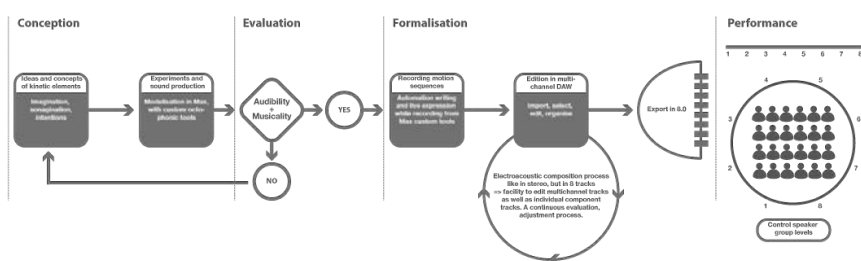 Conception
Evaluation
Formalisation
Performance
Ideas and concepts
of kinetic elements
Imagination,
sonagination,
intentions
Experiments and
sound production
Modelisation in Max,
with custom octo-
phonic tools
Audibility
+
Musicality
YES
NO
Recording motion
sequences
Automation writing
and live expression
while recording from
Max custom tools
Edition in multi-
channel DAW
import, select,
edit, organise
Electroscoustic composition process
like in stereo, but in 8 tracks
=> facility to edit multichannel tracks
as well as individual component
tracks. A continuous evaluation,
adjustment process.
Export in 8.0
1 2 3 4 5 6 7 8
4 5
3 6
2 7
1 8
Control speaker
group levels